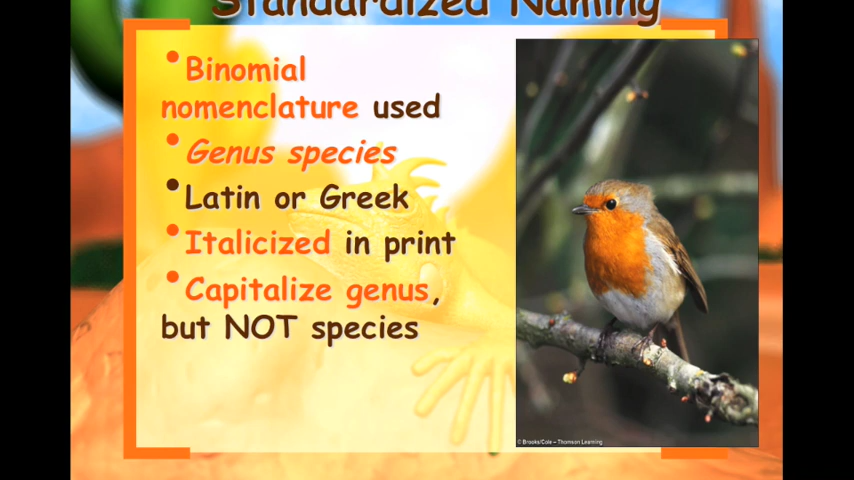 Standardized Naming
•Binomial
nomenclature used
•Genus species
•Latin or Greek
•Italicized in print
•Capitalize genus,
but NOT species
© Brooks/Cole – Thomson Learning